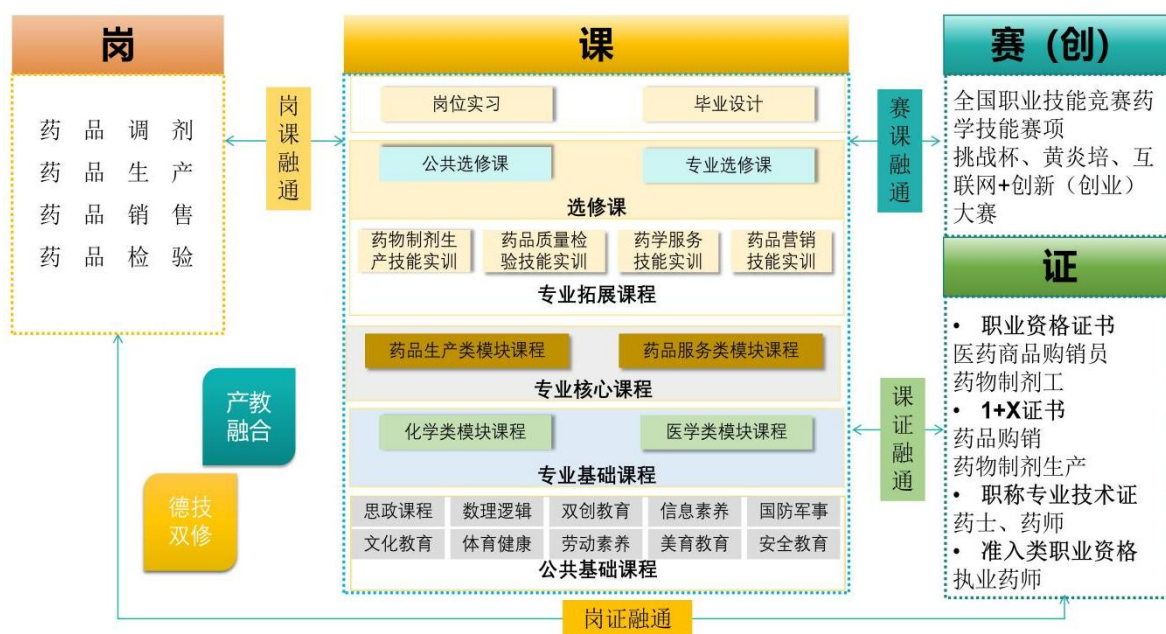 岗
药品调剂
药品生产
药品销售
药品检验
岗课融通
产教
融合
德技
双修
课
岗位实习
毕业设计
公共选修课
专业选修课
选修课
药物制剂生
产技能实训
药品质量检
验技能实训
药学服务
技能实训
药品营销
技能实训
专业拓展课程
药品生产类模块课程
药品服务类模块课程
专业核心课程
化学类模块课程
医学类模块课程
专业基础课程
思政课程
数理逻辑
双创教育
信息素养
国防军事
文化教育
体育健康
劳动素养
美育教育
安全教育
公共基础课程
赛课融通
课证融通
赛（创）
全国职业技能竞赛药
学技能赛项
挑战杯、黄炎培、互
联网+创新（创业）
大赛
证
• 职业资格证书
医药商品购销员
药物制剂工
• 1+X证书
药品购销
药物制剂生产
• 职称专业技术证
药士、药师
• 准入类职业资格
执业药师
岗证融通